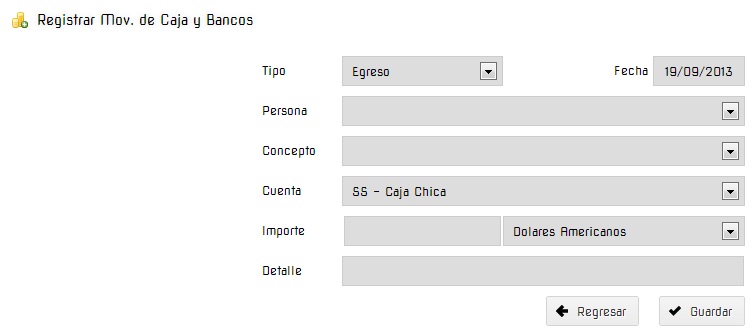 Registrar Mov. de Caja y Bancos
Tipo Egreso Fecha 19/09/2013
Persona
Concepto
Cuenta SS - Caja Chica
Importe Dolares Americanos
Detalle
Regresar Guardar